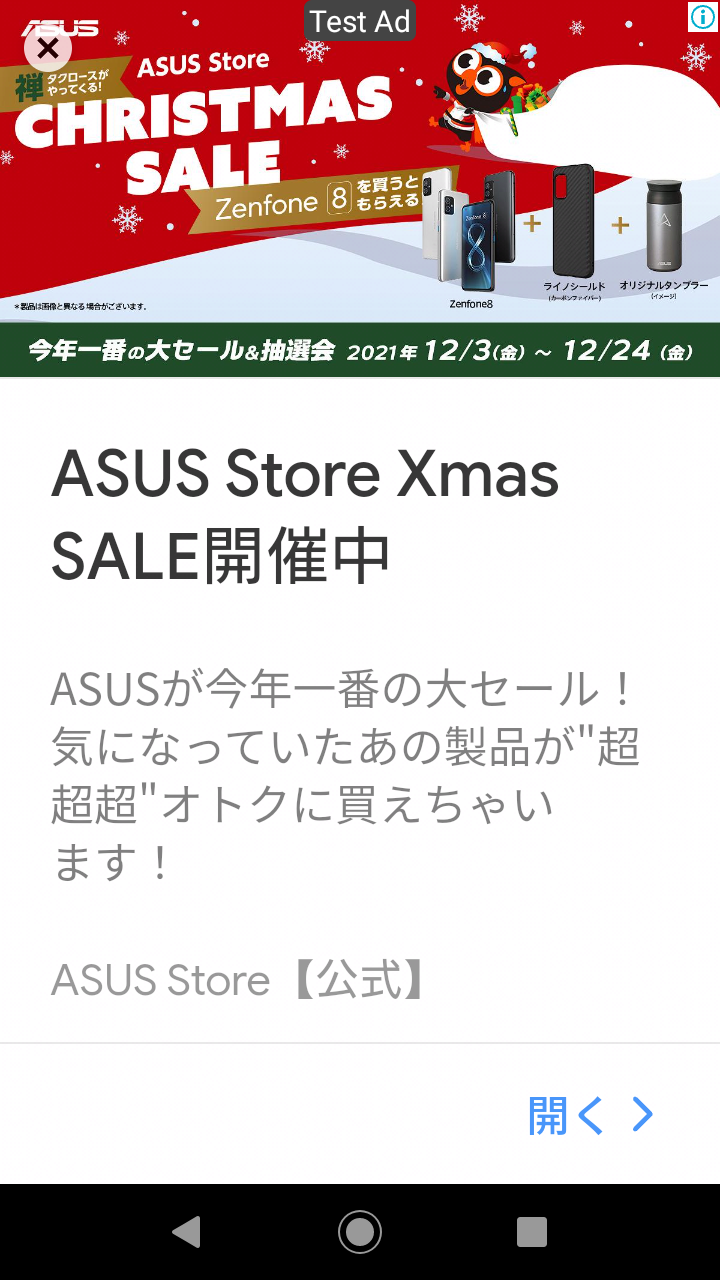 Test Ad
ASUS
禅 タクロースが
やってくる!
ASUS Store
CHRISTMAS
SALE
Zenfone 8 を買うと
もらえる
Zenfone 8
8
Zenfone8
+
ライノシールド
(カーボンファイバー)
+
オリジナルタンブラー
(イメージ)
ASUS
*製品は画像と異なる場合がございます。
今年一番の大セール&抽選会 2021年 12/3(金) ~ 12/24 (金)
ASUS Store Xmas
SALE開催中
ASUSが今年一番の大セール！
気になっていたあの製品が"超
超超"オトクに買えちゃい
ます！
ASUS Store【公式】
開く